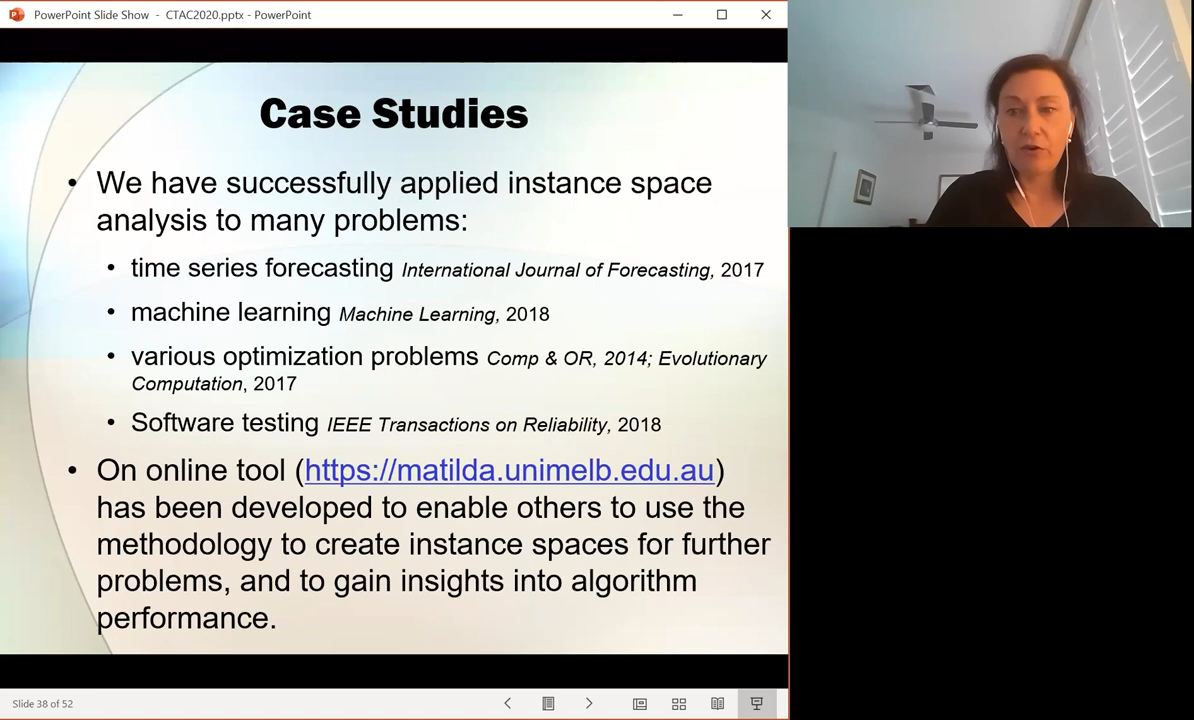 PowerPoint Slide Show - CTAC2020.pptx - PowerPoint
Case Studies
• We have successfully applied instance space
analysis to many problems:
• time series forecasting International Journal of Forecasting, 2017
• machine learning Machine Learning, 2018
• various optimization problems Comp & OR, 2014; Evolutionary
Computation, 2017
• Software testing IEEE Transactions on Reliability, 2018
• On online tool (https://matilda.unimelb.edu.au)
has been developed to enable others to use the
methodology to create instance spaces for further
problems, and to gain insights into algorithm
performance.
Slide 38 of 52